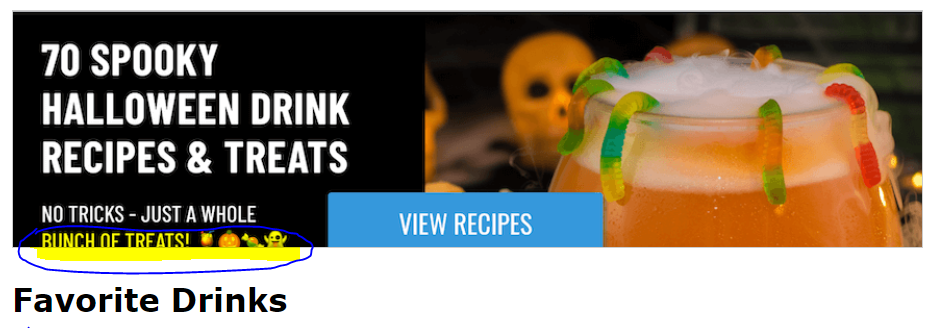 70 SPOOKY
HALLOWEEN DRINK
RECIPES & TREATS
NO TRICKS - JUST A WHOLE
BUNCH OF TREATS! 🍎🎃🍬👻
VIEW RECIPES
Favorite Drinks